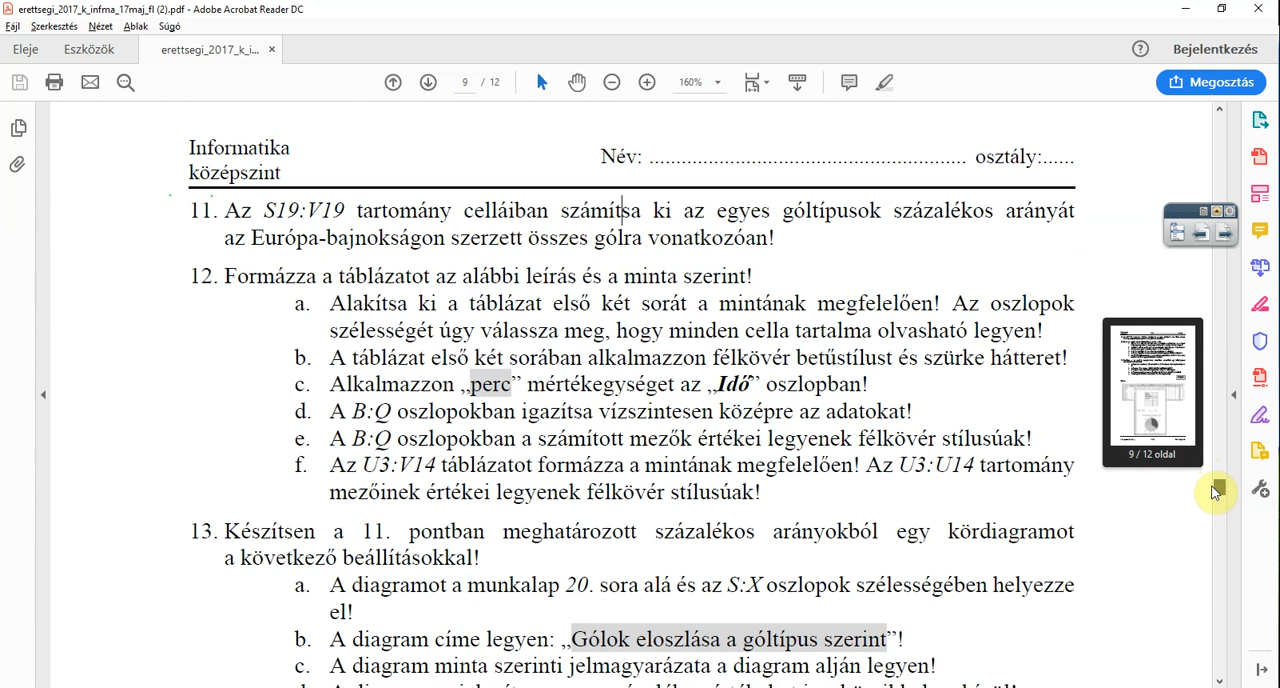 erettsegi_2017_k_infma_17maj_fl (2).pdf - Adobe Acrobat Reader DC
Fájl Szerkesztés Nézet Ablak Súgó
Eleje Eszközök erettsegi_2017_k_i... × Bejelentkezés
9 / 12 160% Megosztás
Informatika
középszint
Név: ........................................................... osztály:......
11. Az S19:V19 tartomány celláiban számítsa ki az egyes góltípusok százalékos arányát
az Európa-bajnokságon szerzett összes gólra vonatkozóan!
12. Formázza a táblázatot az alábbi leírás és a minta szerint!
a. Alakítsa ki a táblázat első két sorát a mintának megfelelően! Az oszlopok
szélességét úgy válassza meg, hogy minden cella tartalma olvasható legyen!
b. A táblázat első két sorában alkalmazzon félkövér betűstílust és szürke hátteret!
c. Alkalmazzon „perc” mértékegységet az „Idő” oszlopban!
d. A B:Q oszlopokban igazítsa vízszintesen középre az adatokat!
e. A B:Q oszlopokban a számított mezők értékei legyenek félkövér stílusúak!
f. Az U3:V14 táblázatot formázza a mintának megfelelően! Az U3:U14 tartomány
mezőinek értékei legyenek félkövér stílusúak!
9 / 12 oldal
13. Készítsen a 11. pontban meghatározott százalékos arányokból egy kördiagramot
a következő beállításokkal!
a. A diagramot a munkalap 20. sora alá és az S:X oszlopok szélességében helyezze
el!
b. A diagram címe legyen: „Gólok eloszlása a góltípus szerint”!
c. A diagram minta szerinti jelmagyarázata a diagram alján legyen!